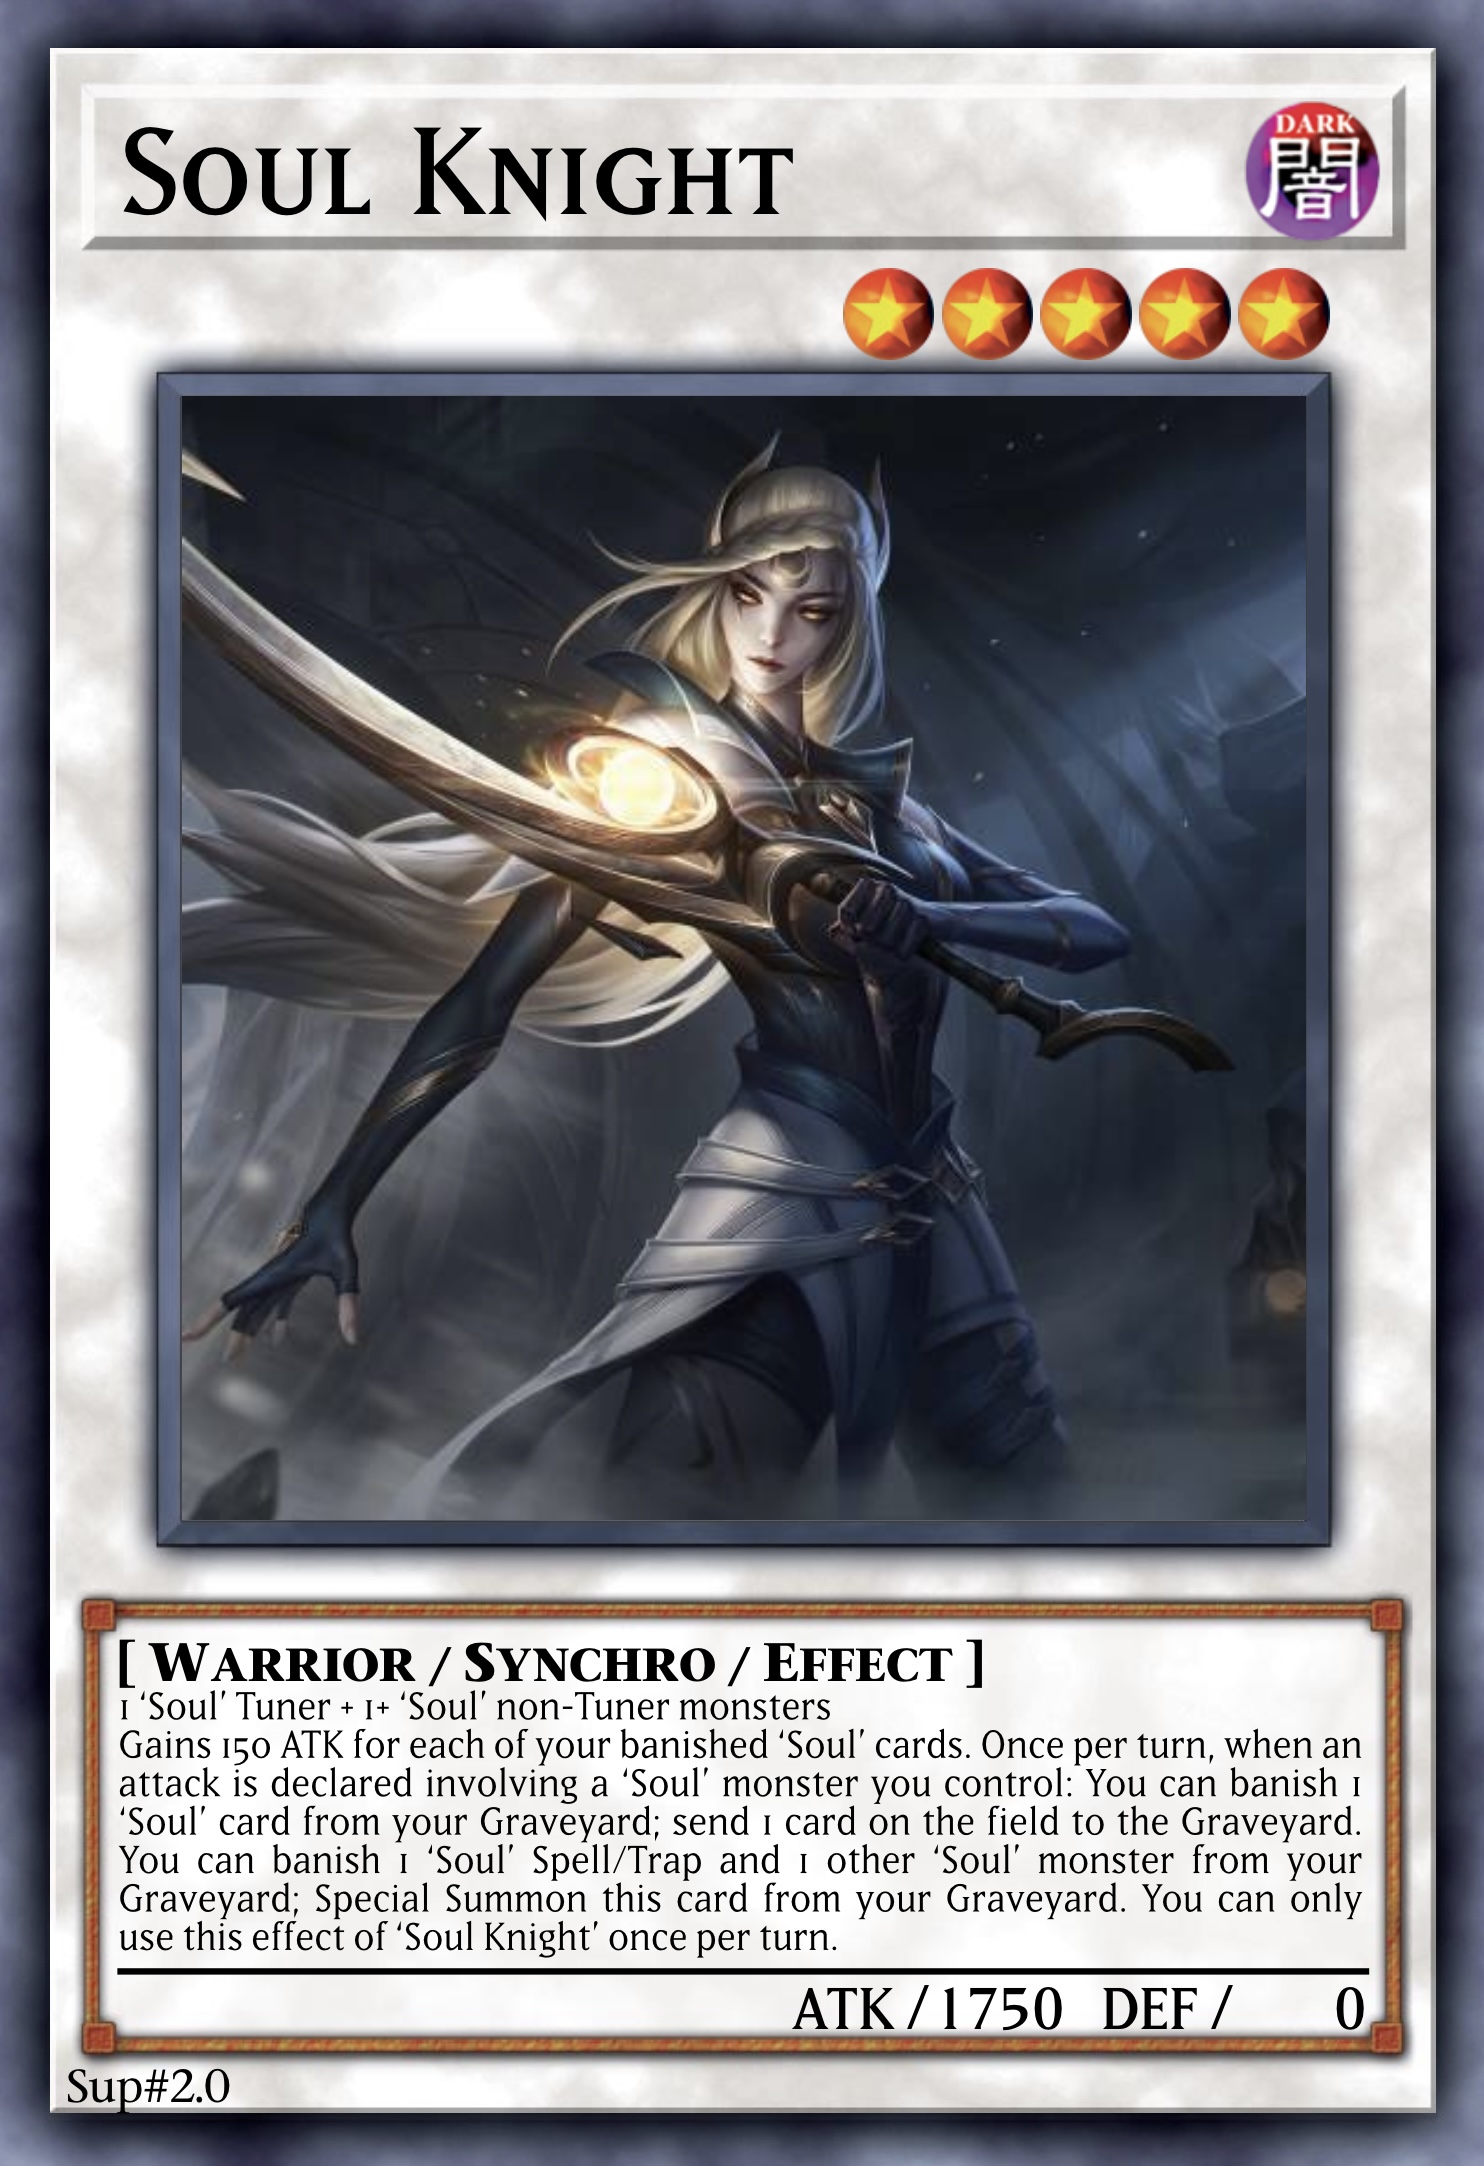 Soul Knight
DARK
闇
[ Warrior / Synchro / Effect ]
1 ‘Soul’ Tuner + 1+ ‘Soul’ non-Tuner monsters
Gains 150 ATK for each of your banished ‘Soul’ cards. Once per turn, when an
attack is declared involving a ‘Soul’ monster you control: You can banish 1
‘Soul’ card from your Graveyard; send 1 card on the field to the Graveyard.
You can banish 1 ‘Soul’ Spell/Trap and 1 other ‘Soul’ monster from your
Graveyard; Special Summon this card from your Graveyard. You can only
use this effect of ‘Soul Knight’ once per turn.
ATK / 1750 DEF / 0
Sup#2.0